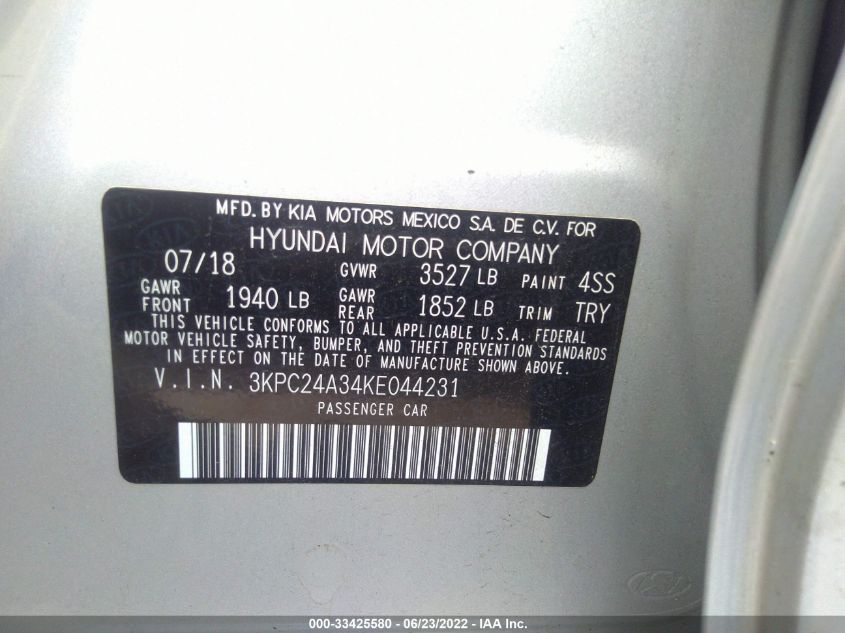 MFD. BY KIA MOTORS MEXICO S.A. DE C.V. FOR
HYUNDAI MOTOR COMPANY
07/18 GVWR 3527 LB PAINT 4SS
GAWR FRONT 1940 LB GAWR REAR 1852 LB TRIM TRY
THIS VEHICLE CONFORMS TO ALL APPLICABLE U.S.A. FEDERAL
MOTOR VEHICLE SAFETY, BUMPER, AND THEFT PREVENTION STANDARDS
IN EFFECT ON THE DATE OF MANUFACTURE SHOWN ABOVE.
V.I.N. 3KPC24A34KE044231
PASSENGER CAR
000-33425580 - 06/23/2022 - IAA Inc.